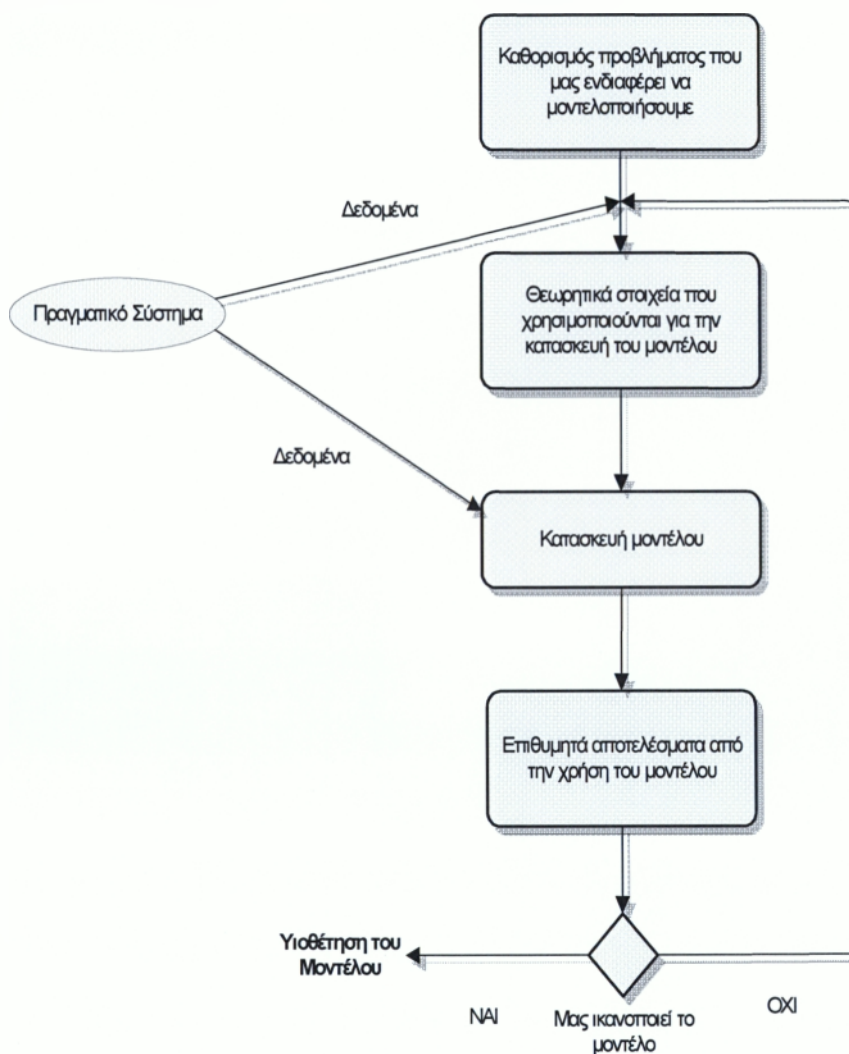 Καθορισμός προβλήματος που
μας ενδιαφέρει να
μοντελοποιήσουμε
Δεδομένα
Πραγματικό Σύστημα
Θεωρητικά στοιχεία που
χρησιμοποιούνται για την
κατασκευή του μοντέλου
Δεδομένα
Κατασκευή μοντέλου
Επιθυμητά αποτελέσματα από
την χρήση του μοντέλου
Υιοθέτηση του
Μοντέλου
ΝΑΙ
Μας ικανοποιεί το
μοντέλο
ΟΧΙ